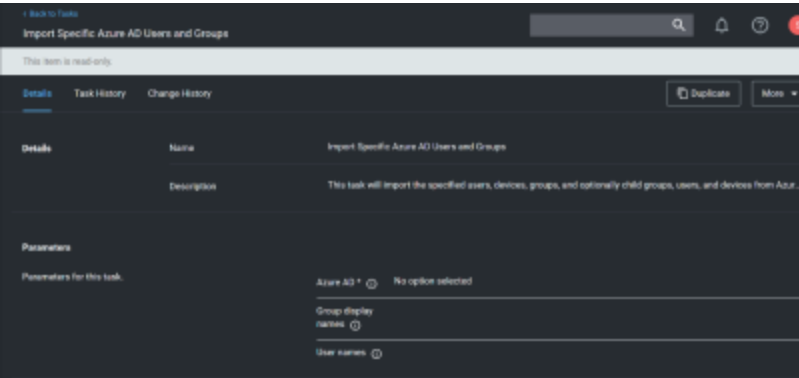 ‹ Back to Tasks
Import Specific Azure AD Users and Groups
This item is read-only.
Details Task History Change History Duplicate More
Details Name Import Specific Azure AD Users and Groups
Description This task will import the specified users, devices, groups, and optionally child groups, users, and devices from Azur...
Parameters
Parameters for this task.
Azure AD * No option selected
Group display
names
User names